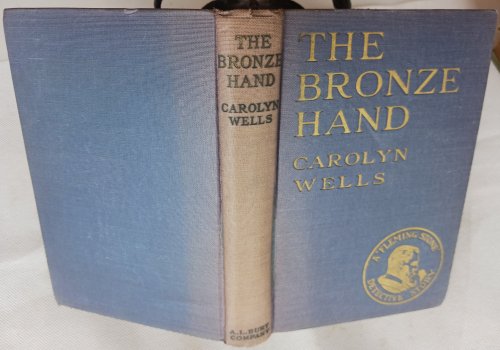 THE
BRONZE
HAND
CAROLYN
WELLS
A.L.BURT
COMPANY
THE
BRONZE
HAND
CAROLYN
WELLS
A FLEMING STONE
DETECTIVE STORY